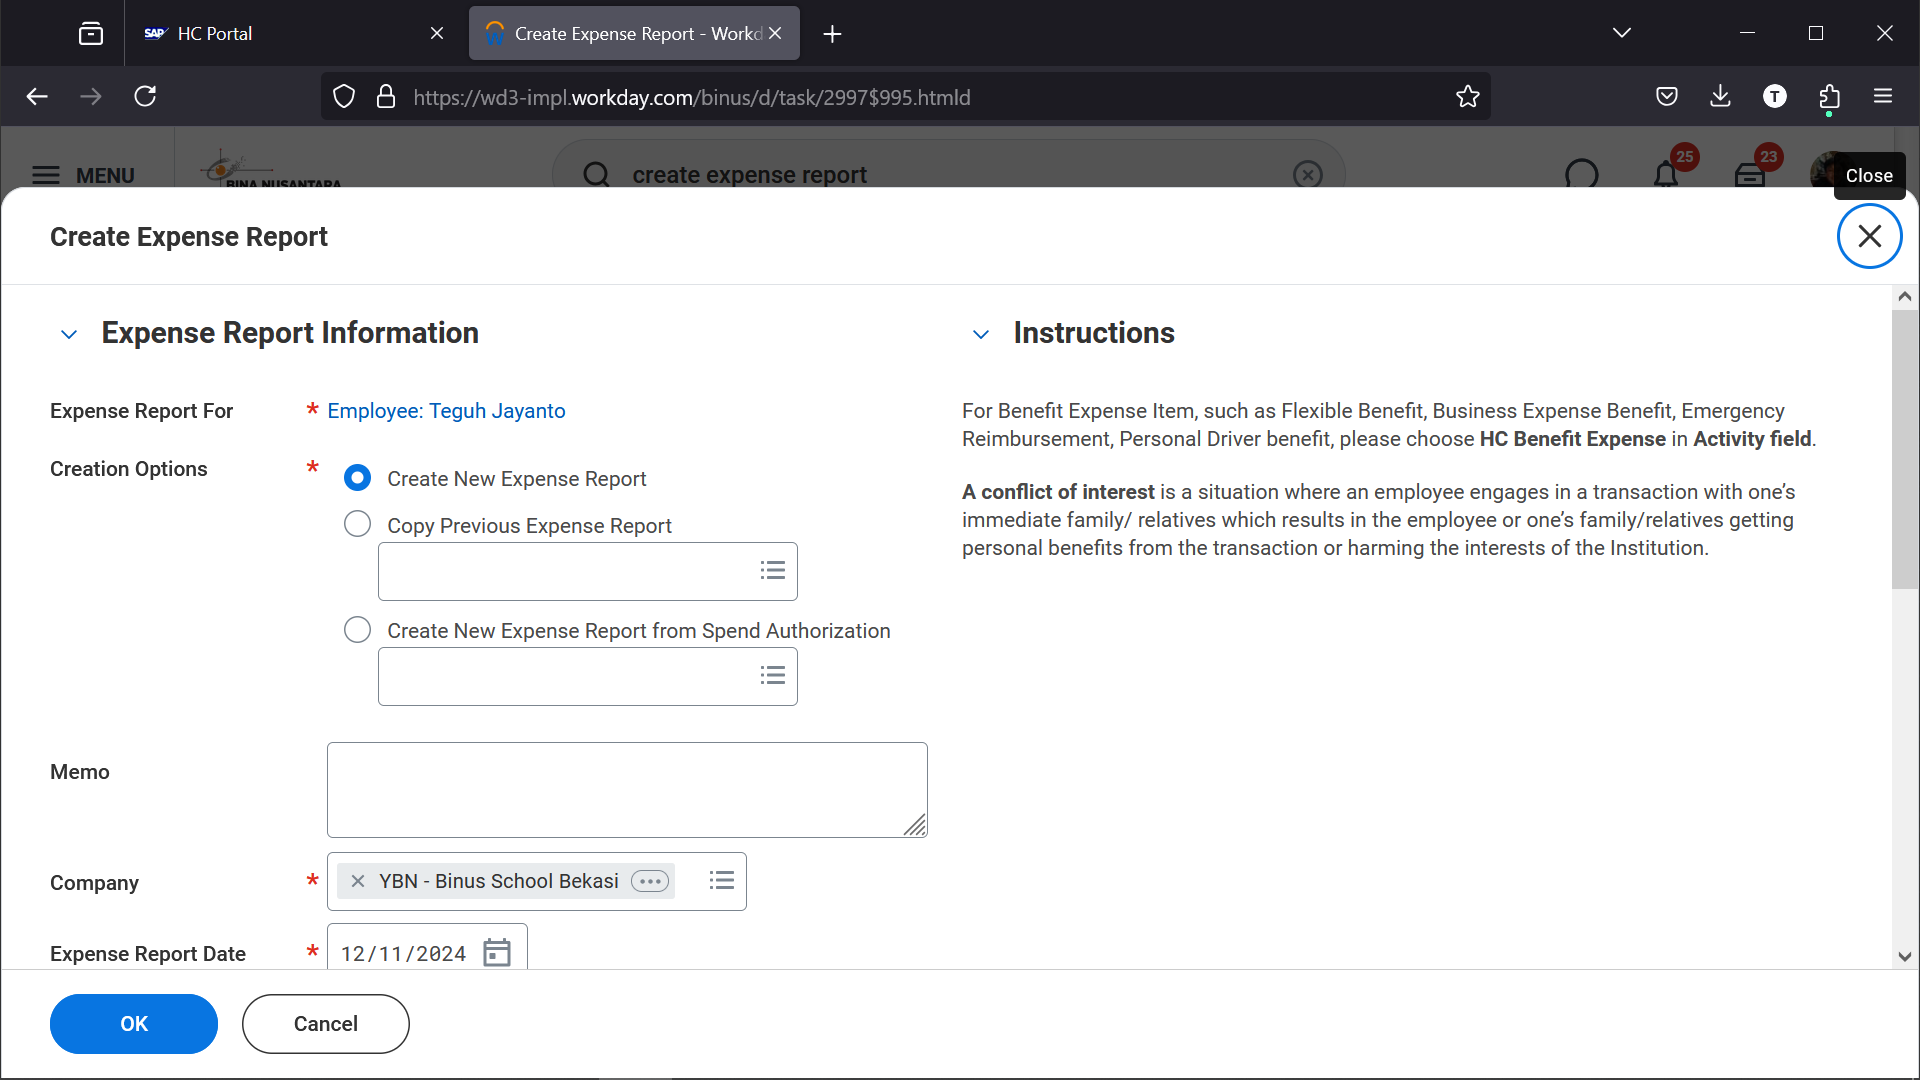 HC Portal
Create Expense Report - Workd
https://wd3-impl.workday.com/binus/d/task/2997$995.htmld
T
MENU
BINA NUSANTARA
create expense report
25
23
Close
Create Expense Report
Expense Report Information
Expense Report For
* Employee: Teguh Jayanto
Creation Options
*
Create New Expense Report
Copy Previous Expense Report
Create New Expense Report from Spend Authorization
Memo
Company
* YBN - Binus School Bekasi
Expense Report Date
* 12/11/2024
Instructions
For Benefit Expense Item, such as Flexible Benefit, Business Expense Benefit, Emergency
Reimbursement, Personal Driver benefit, please choose HC Benefit Expense in Activity field.
A conflict of interest is a situation where an employee engages in a transaction with one’s
immediate family/ relatives which results in the employee or one’s family/relatives getting
personal benefits from the transaction or harming the interests of the Institution.
OK
Cancel